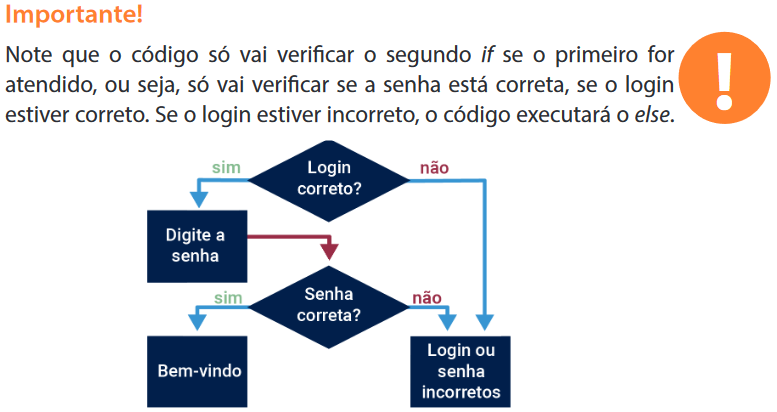 Importante!
Note que o código só vai verificar o segundo if se o primeiro for
atendido, ou seja, só vai verificar se a senha está correta, se o login
estiver correto. Se o login estiver incorreto, o código executará o else.
!
sim
Login
correto?
não
Digite a
senha
sim
Senha
correta?
não
Bem-vindo
Login ou
senha
incorretos